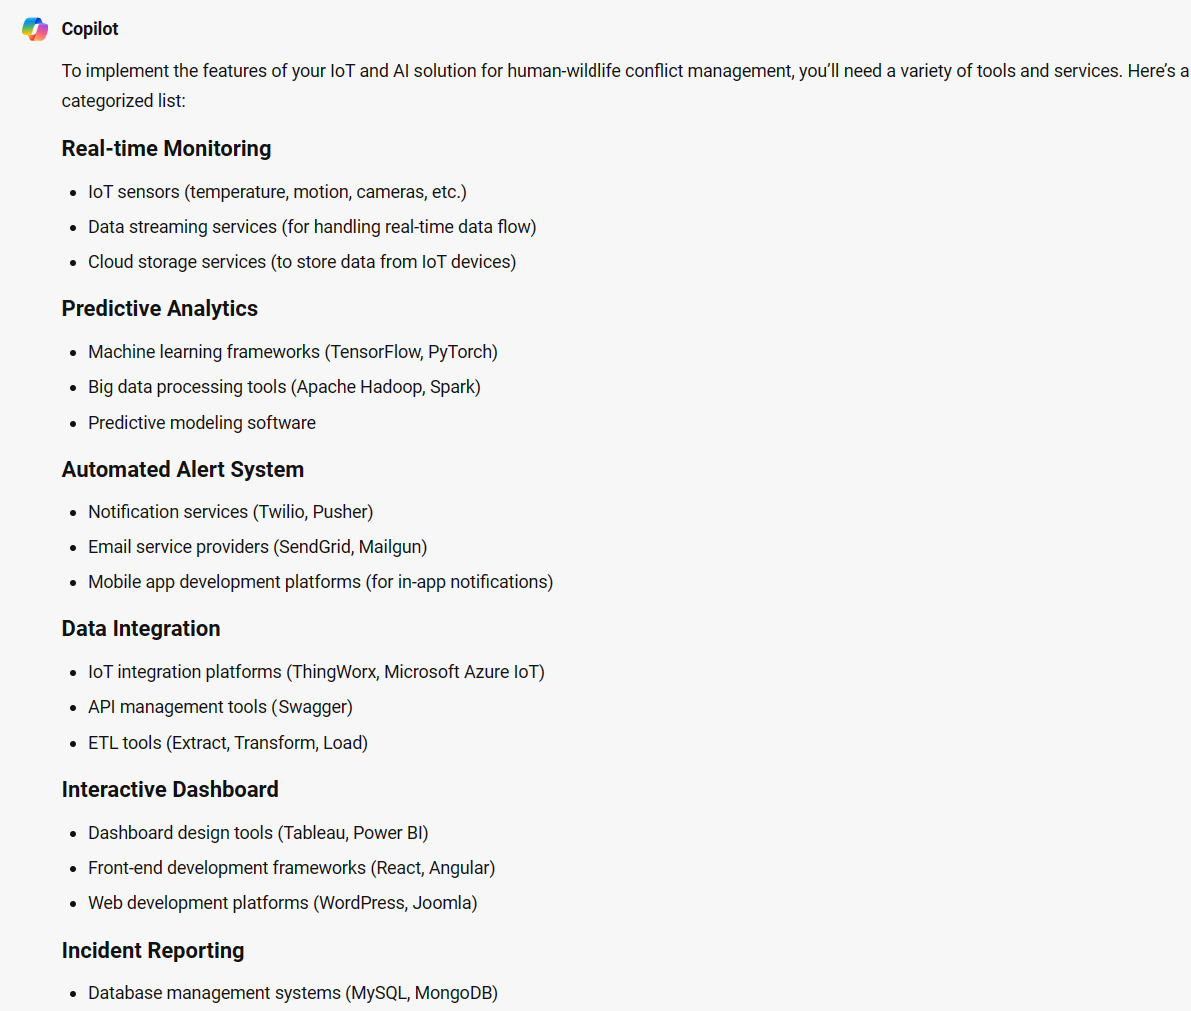 Copilot
To implement the features of your IoT and AI solution for human-wildlife conflict management, you’ll need a variety of tools and services. Here’s a
categorized list:
Real-time Monitoring
• IoT sensors (temperature, motion, cameras, etc.)
• Data streaming services (for handling real-time data flow)
• Cloud storage services (to store data from IoT devices)
Predictive Analytics
• Machine learning frameworks (TensorFlow, PyTorch)
• Big data processing tools (Apache Hadoop, Spark)
• Predictive modeling software
Automated Alert System
• Notification services (Twilio, Pusher)
• Email service providers (SendGrid, Mailgun)
• Mobile app development platforms (for in-app notifications)
Data Integration
• IoT integration platforms (ThingWorx, Microsoft Azure IoT)
• API management tools (Swagger)
• ETL tools (Extract, Transform, Load)
Interactive Dashboard
• Dashboard design tools (Tableau, Power BI)
• Front-end development frameworks (React, Angular)
• Web development platforms (WordPress, Joomla)
Incident Reporting
• Database management systems (MySQL, MongoDB)